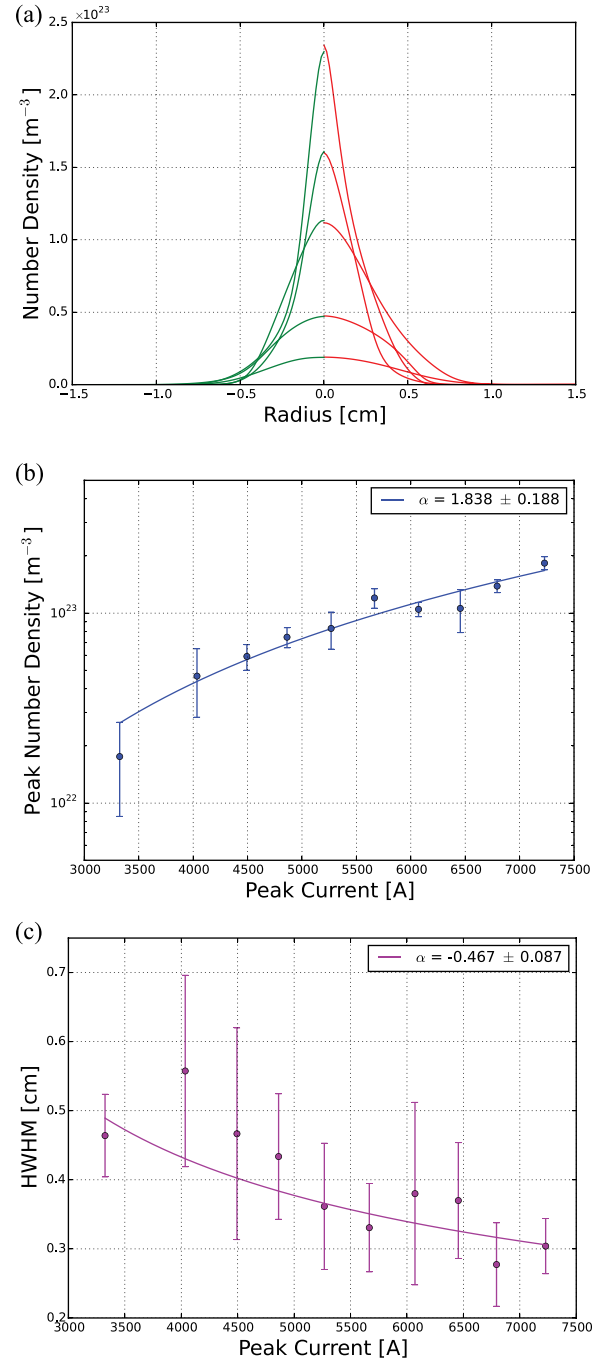 (a)
×10²³
2.5
2.0
1.5
1.0
0.5
0.0
Number Density [m⁻³]
−1.5 −1.0 −0.5 0.0 0.5 1.0 1.5
Radius [cm]
(b)
α = 1.838 ± 0.188
10²³
10²²
Peak Number Density [m⁻³]
3000 3500 4000 4500 5000 5500 6000 6500 7000 7500
Peak Current [A]
(c)
α = -0.467 ± 0.087
0.7
0.6
0.5
0.4
0.3
0.2
HWHM [cm]
3000 3500 4000 4500 5000 5500 6000 6500 7000 7500
Peak Current [A]